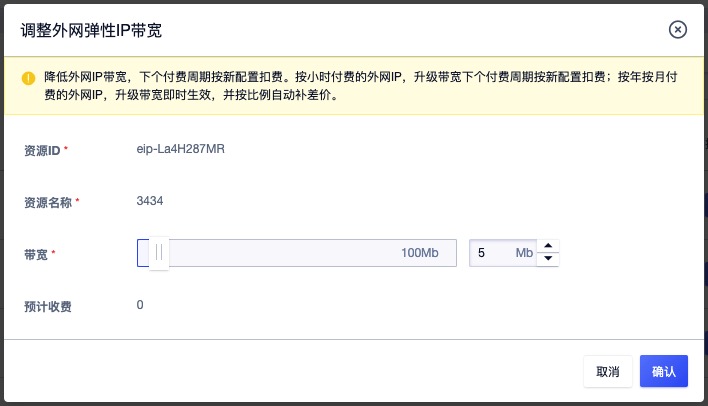 调整外网弹性IP带宽
降低外网IP带宽，下个付费周期按新配置扣费。按小时付费的外网IP，升级带宽下个付费周期按新配置扣费；按年按月付
费的外网IP，升级带宽即时生效，并按比例自动补差价。
资源ID * eip-La4H287MR
资源名称 * 3434
带宽 * 100Mb 5 Mb
预计收费 0
取消 确认